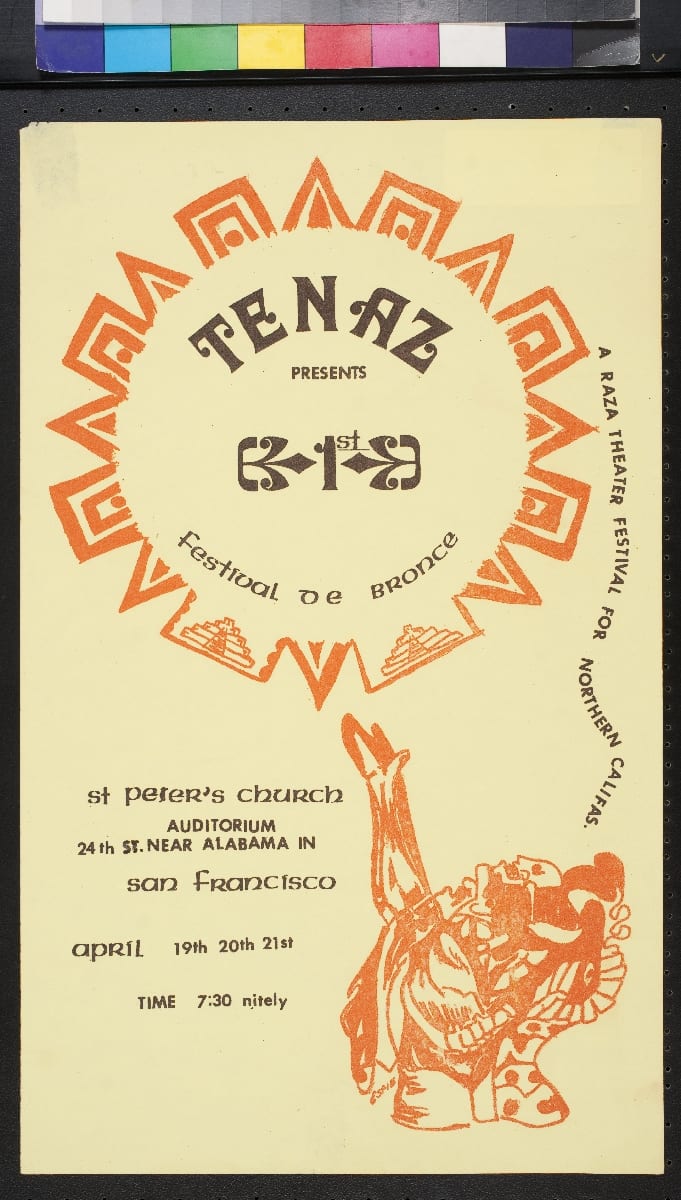 TENAZ
PRESENTS
1st
festival de BRONCE
A RAZA THEATER FESTIVAL FOR NORTHERN CALIFAS.
st peter's church
AUDITORIUM
24th ST. NEAR ALABAMA IN
san francisco
april 19th 20th 21st
TIME 7:30 nitely